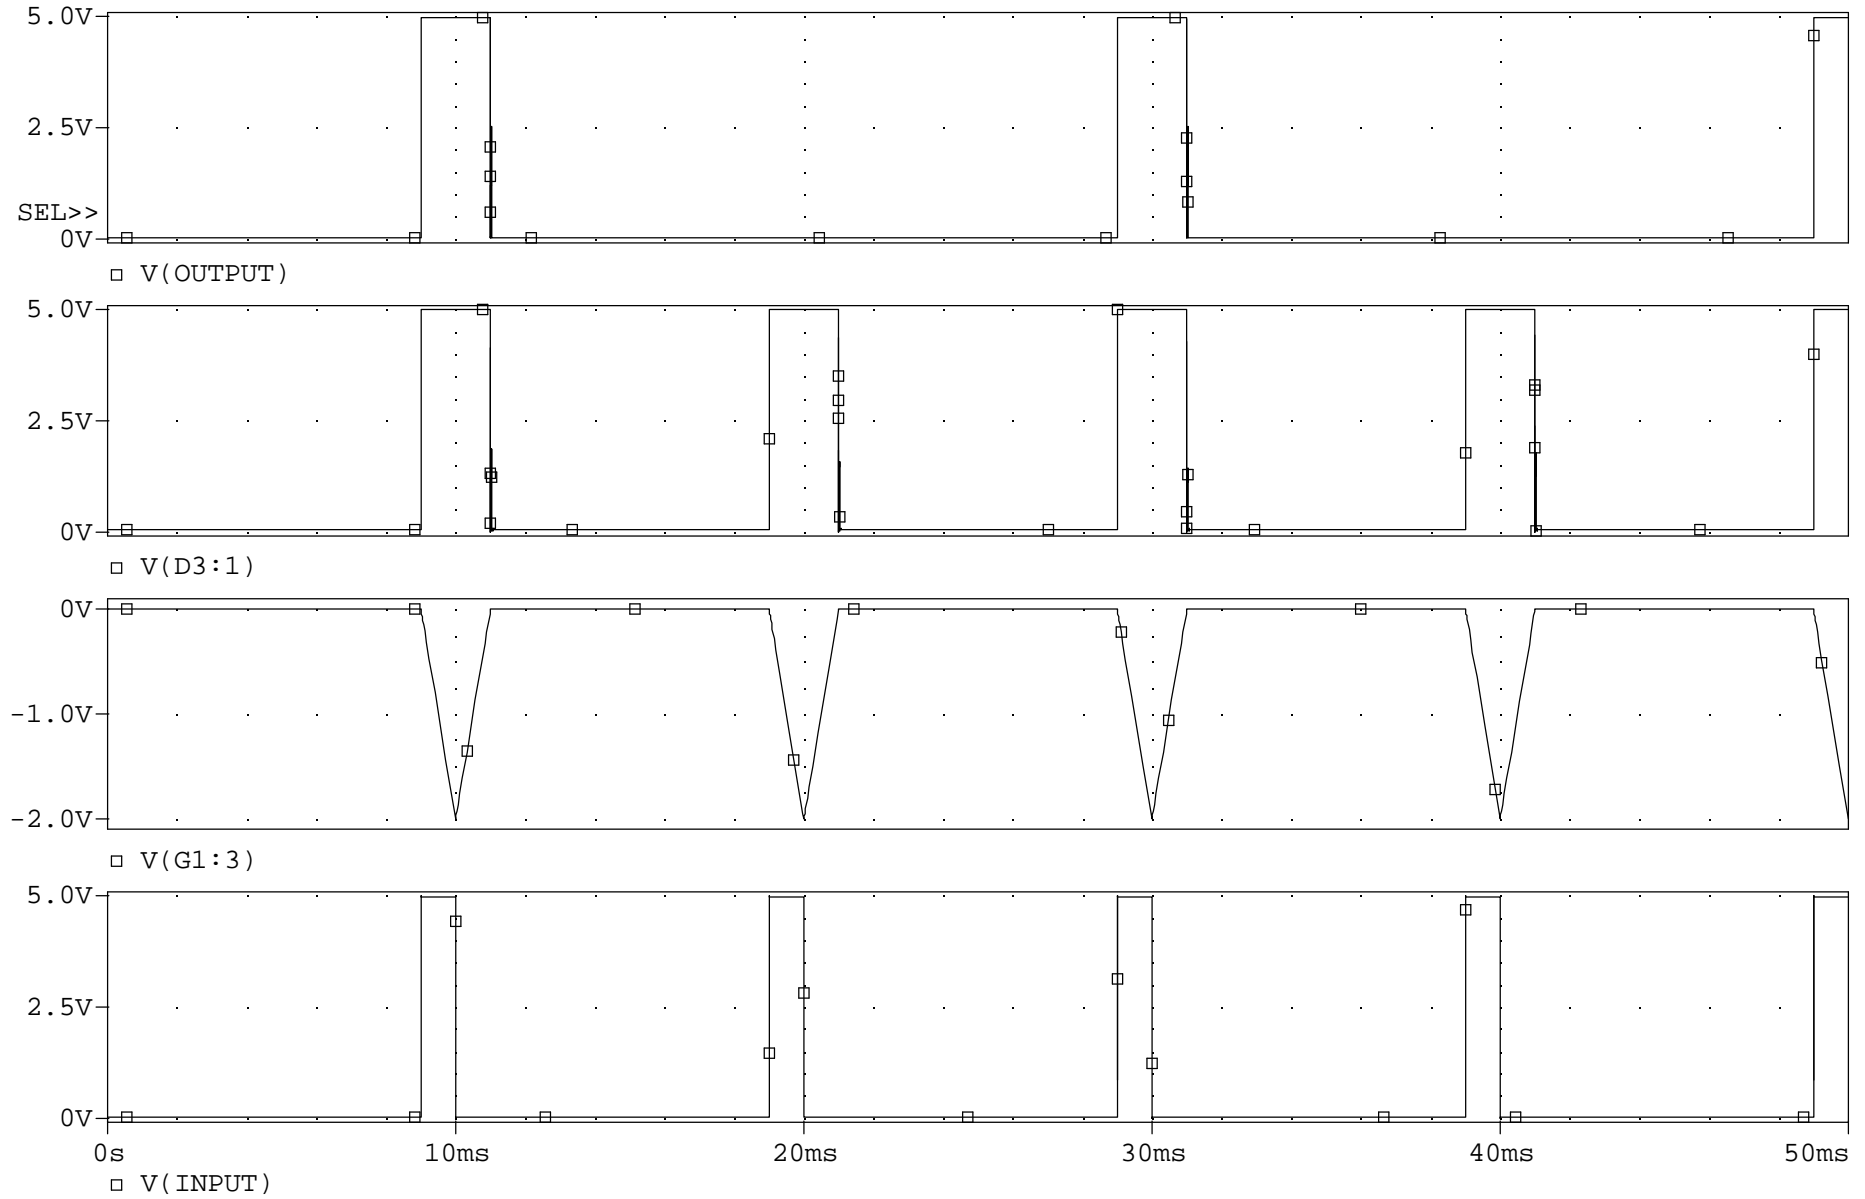 5.0V
2.5V
SEL>>
0V
V(OUTPUT)
5.0V
2.5V
0V
V(D3:1)
0V
-1.0V
-2.0V
V(G1:3)
5.0V
2.5V
0V
0s 10ms 20ms 30ms 40ms 50ms
V(INPUT)